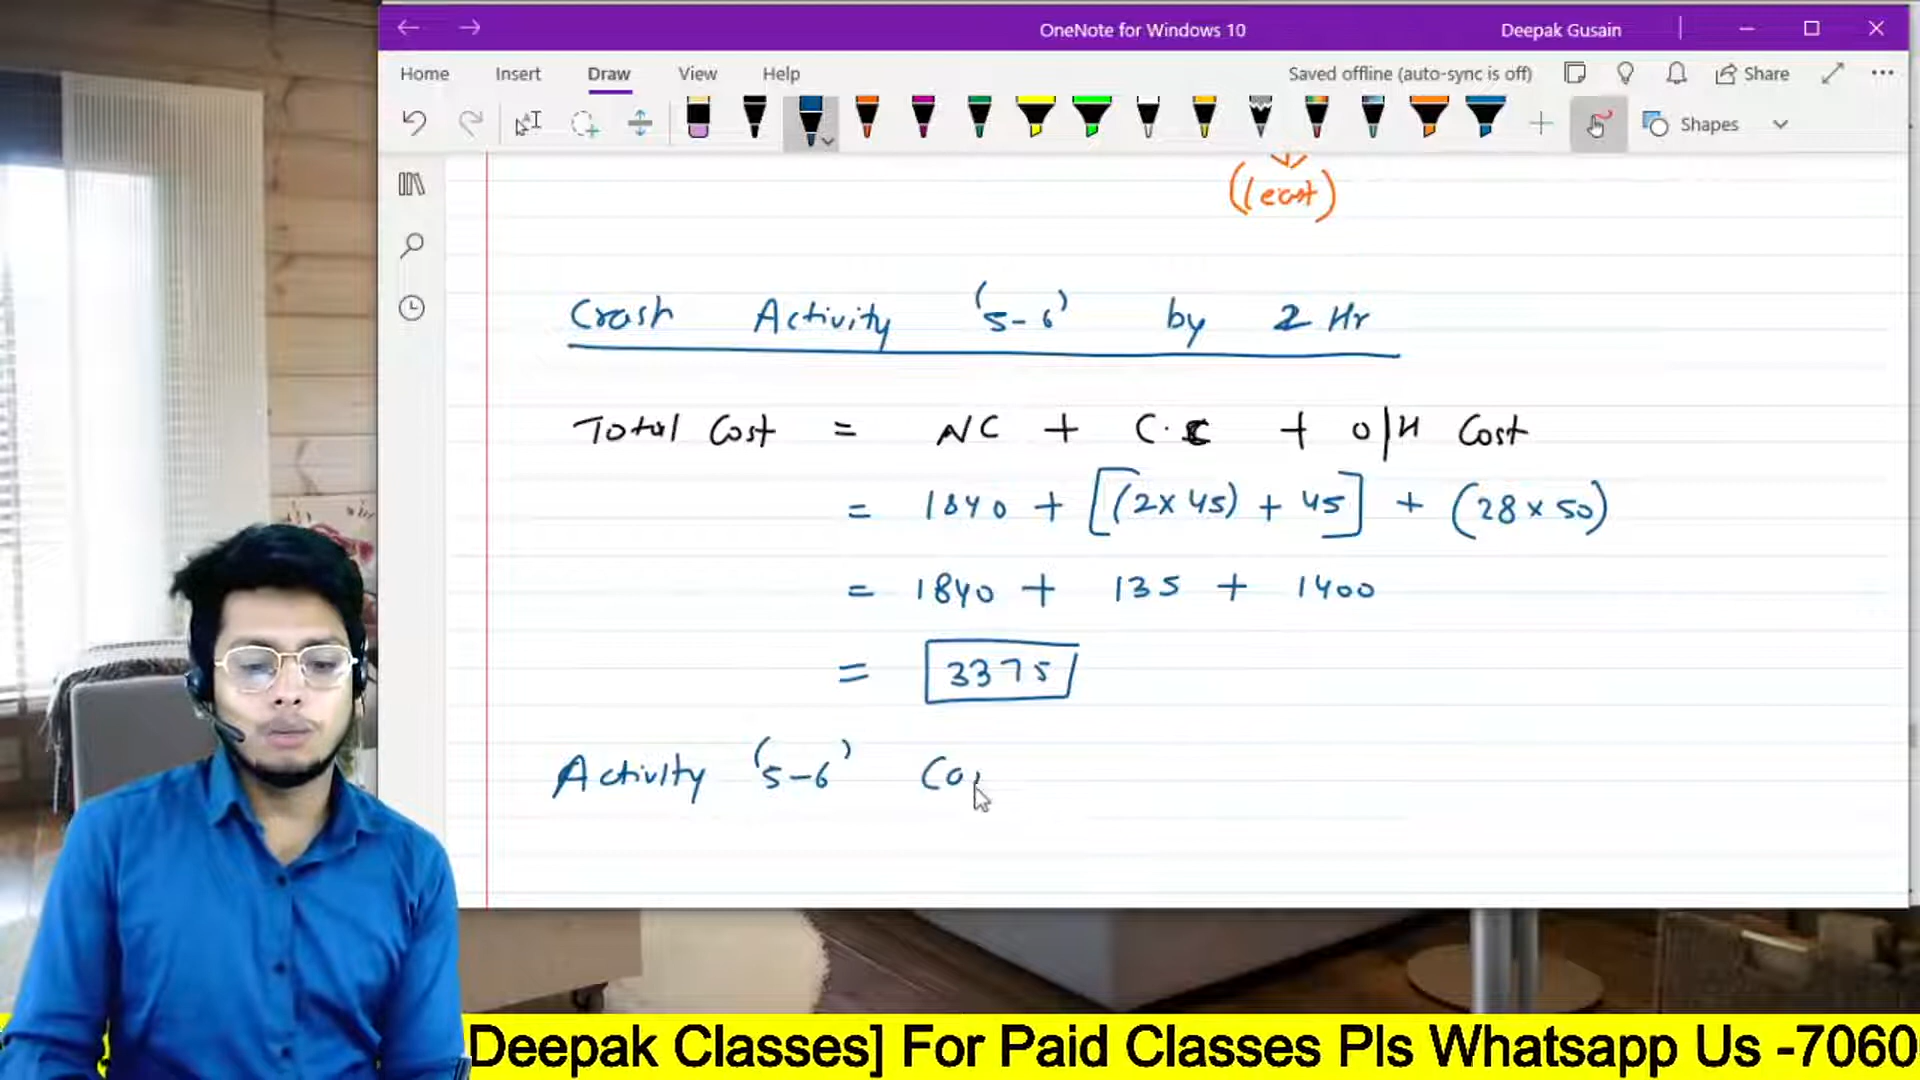 OneNote for Windows 10 Deepak Gusain
Home Insert Draw View Help Saved offline (auto-sync is off) Share
Shapes
(least)
Crash Activity '5-6' by 2 Hr
Total Cost = NC + C.C + O/H Cost
= 1840 + [(2x45) + 45] + (28 x 50)
= 1840 + 135 + 1400
= 3375
Activity '5-6'
Deepak Classes] For Paid Classes Pls Whatsapp Us -7060